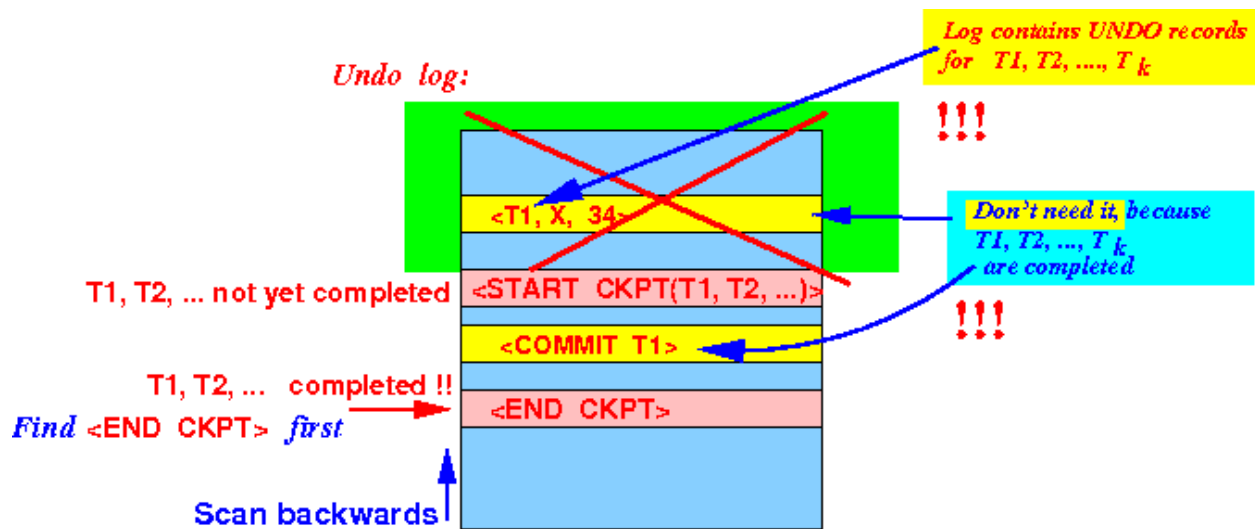 Log contains UNDO records
for T1, T2, ...., T k
Undo log:
!!!
<T1, X, 34>
Don't need it, because
T1, T2, ..., T k
are completed
T1, T2, ... not yet completed
<START CKPT(T1, T2, ...)>
!!!
<COMMIT T1>
T1, T2, ... completed !!
<END CKPT>
Find <END CKPT> first
Scan backwards